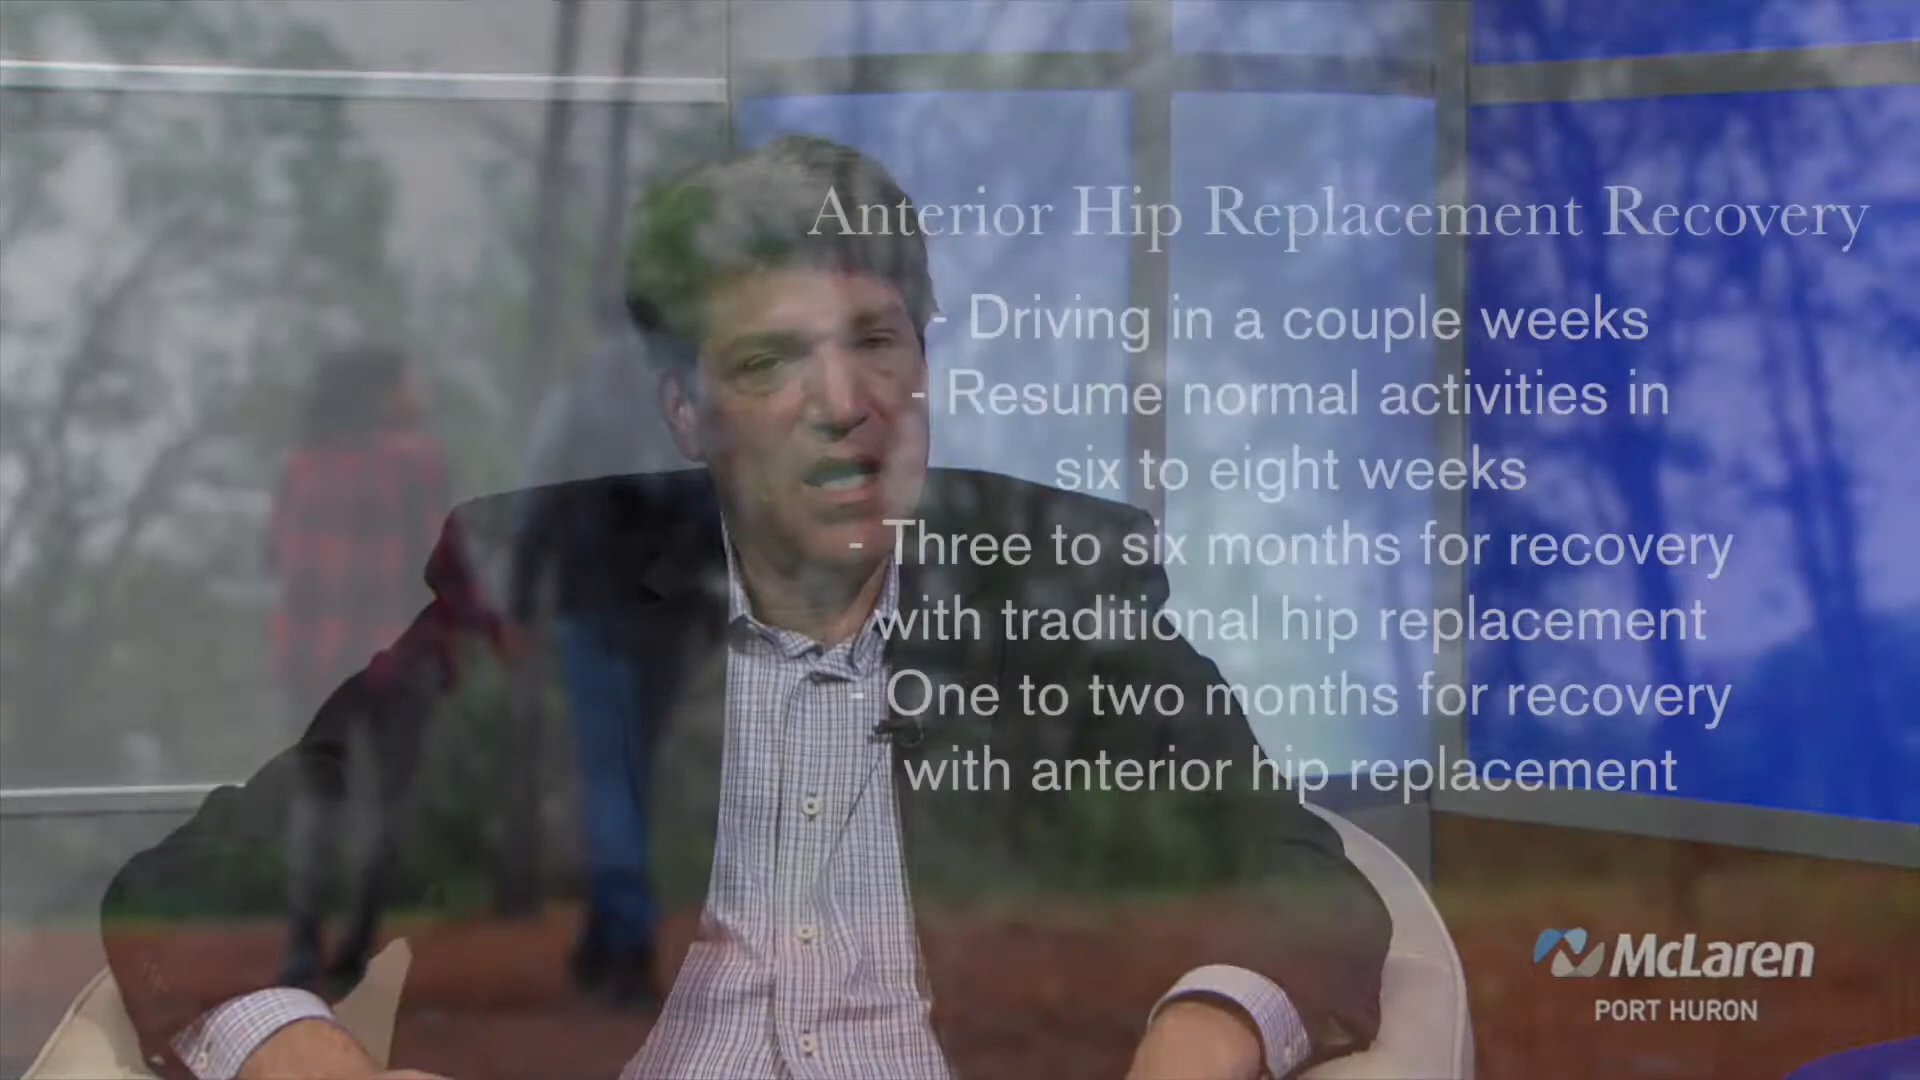 Anterior Hip Replacement Recovery
- Driving in a couple weeks
- Resume normal activities in
six to eight weeks
- Three to six months for recovery
with traditional hip replacement
- One to two months for recovery
with anterior hip replacement
McLaren
PORT HURON